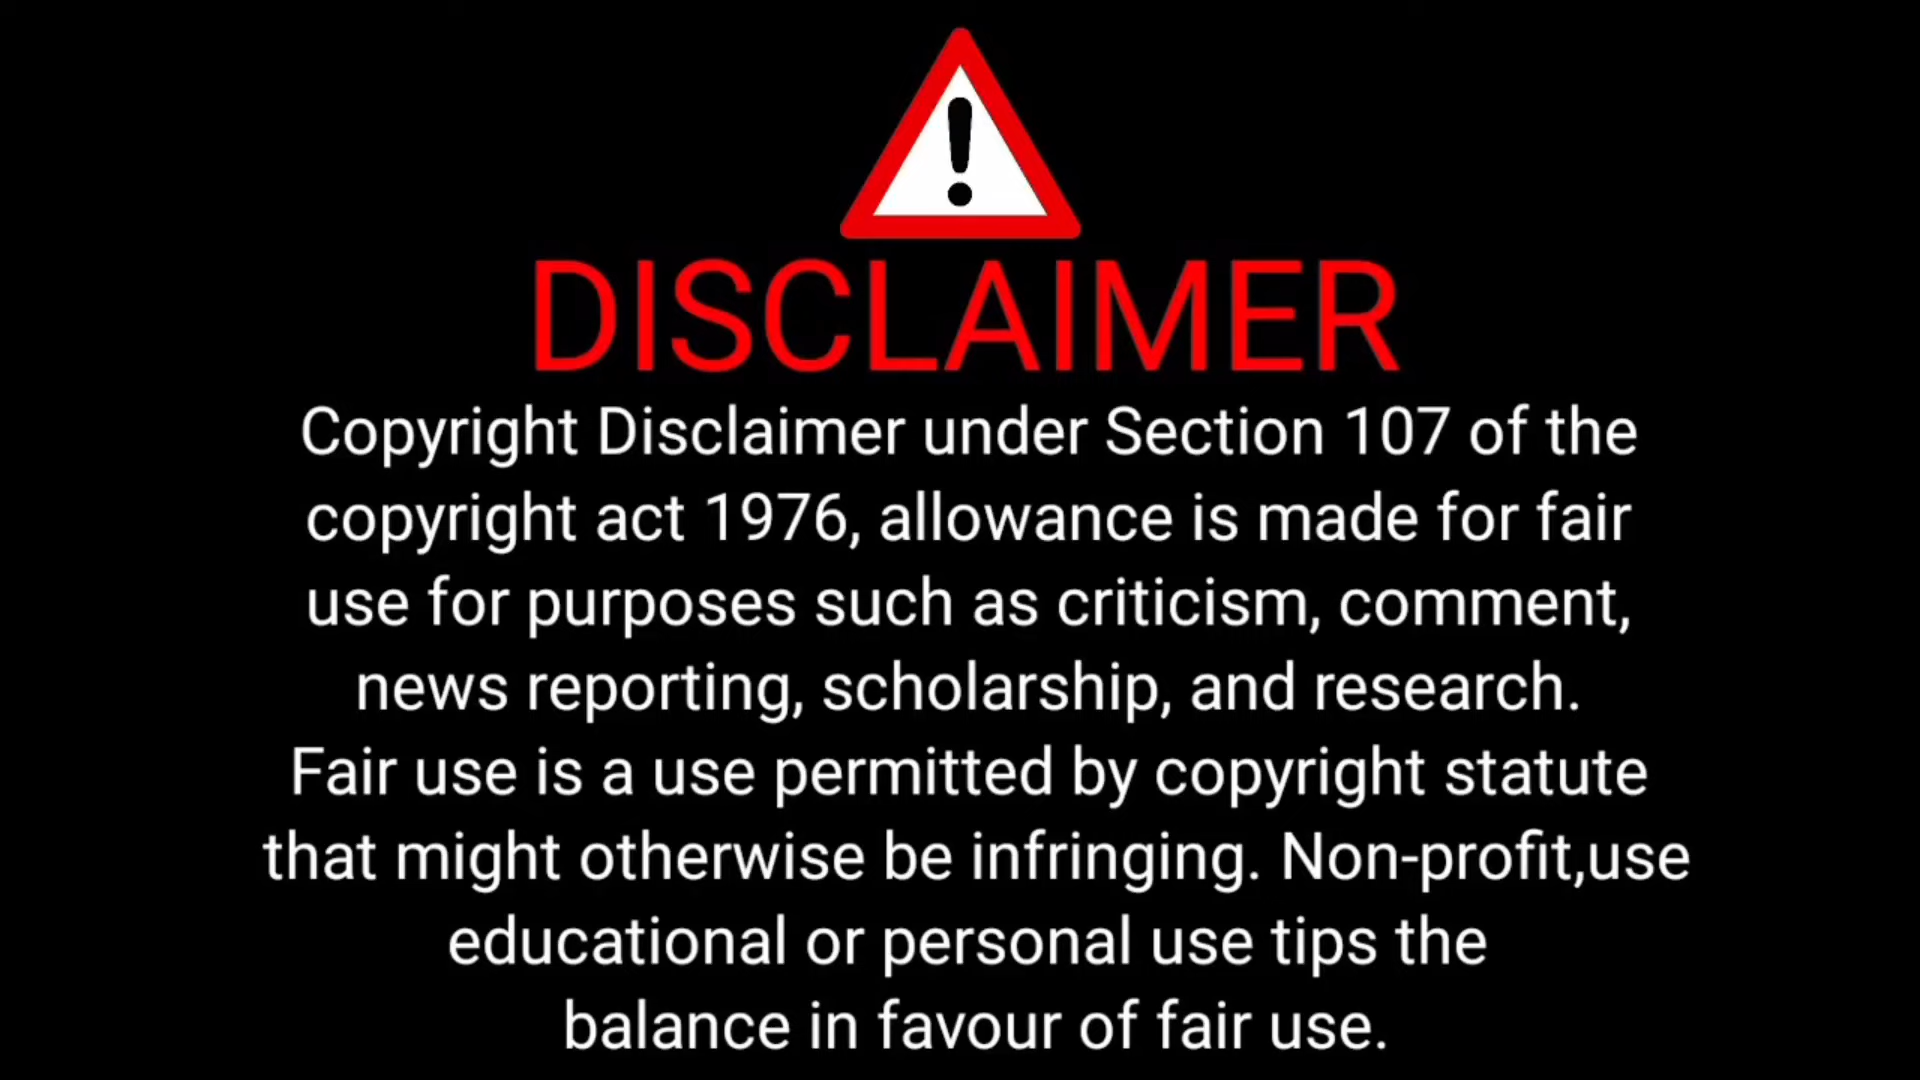 DISCLAIMER
Copyright Disclaimer under Section 107 of the
copyright act 1976, allowance is made for fair
use for purposes such as criticism, comment,
news reporting, scholarship, and research.
Fair use is a use permitted by copyright statute
that might otherwise be infringing. Non-profit,use
educational or personal use tips the
balance in favour of fair use.